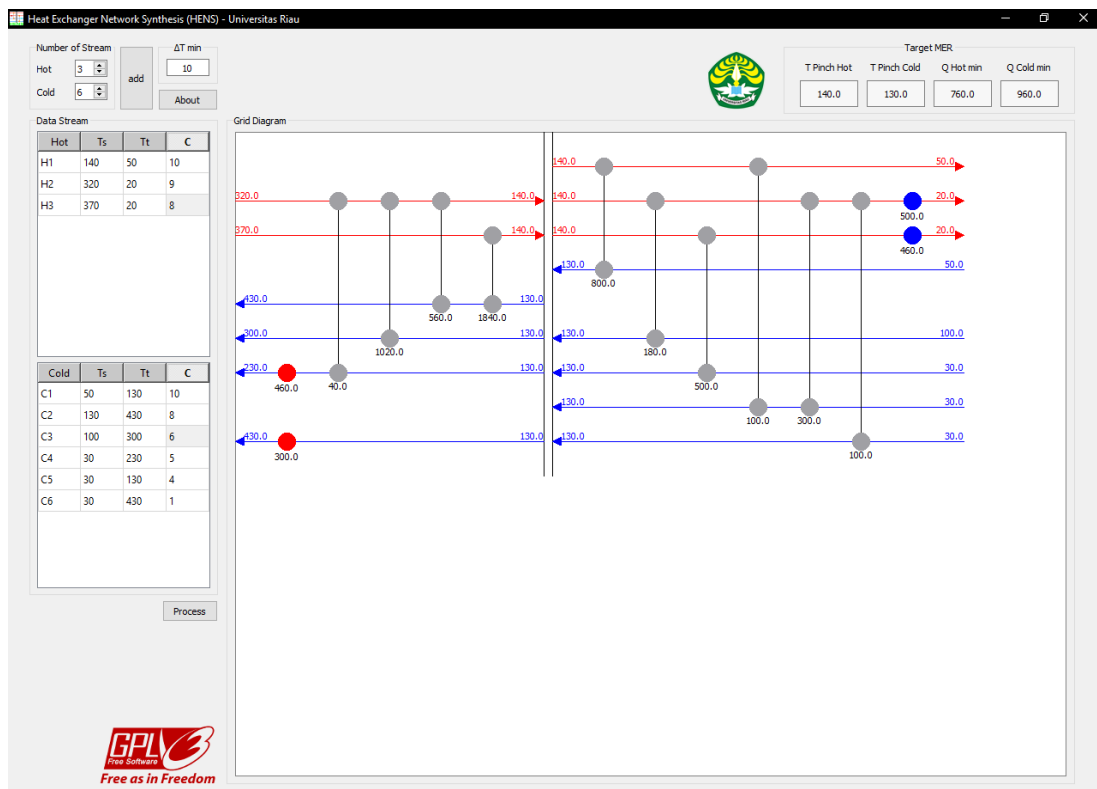 Heat Exchanger Network Synthesis (HENS) - Universitas Riau
Number of Stream
Hot 3
Cold 6
add
ΔT min
10
About
Target MER
T Pinch Hot T Pinch Cold Q Hot min Q Cold min
140.0 130.0 760.0 960.0
Data Stream
Hot Ts Tt C
H1 140 50 10
H2 320 20 9
H3 370 20 8
Cold Ts Tt C
C1 50 130 10
C2 130 430 8
C3 100 300 6
C4 30 230 5
C5 30 130 4
C6 30 430 1
Process
GPLv3
Free Software
Free as in Freedom
Grid Diagram
140.0 50.0
320.0 140.0 140.0 20.0
500.0
370.0 140.0 140.0 20.0
460.0
130.0 50.0
800.0
430.0 130.0
560.0 1840.0
300.0 130.0 130.0 100.0
1020.0 180.0
230.0 130.0 130.0 30.0
460.0 40.0 500.0
130.0 30.0
100.0 300.0
430.0 130.0 130.0 30.0
300.0 100.0